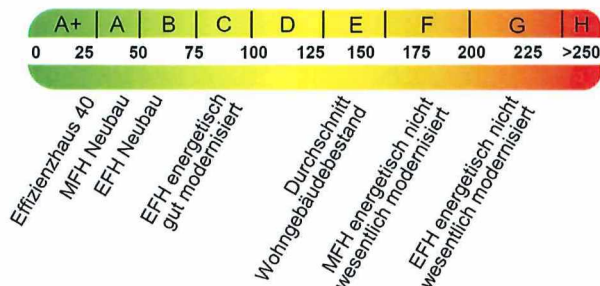 A+ A B C D E F G H
0 25 50 75 100 125 150 175 200 225 >250
Effizienzhaus 40
MFH Neubau
EFH Neubau
EFH energetisch
gut modernisiert
Durchschnitt
Wohngebäudebestand
MFH energetisch nicht
wesentlich modernisiert
EFH energetisch nicht
wesentlich modernisiert